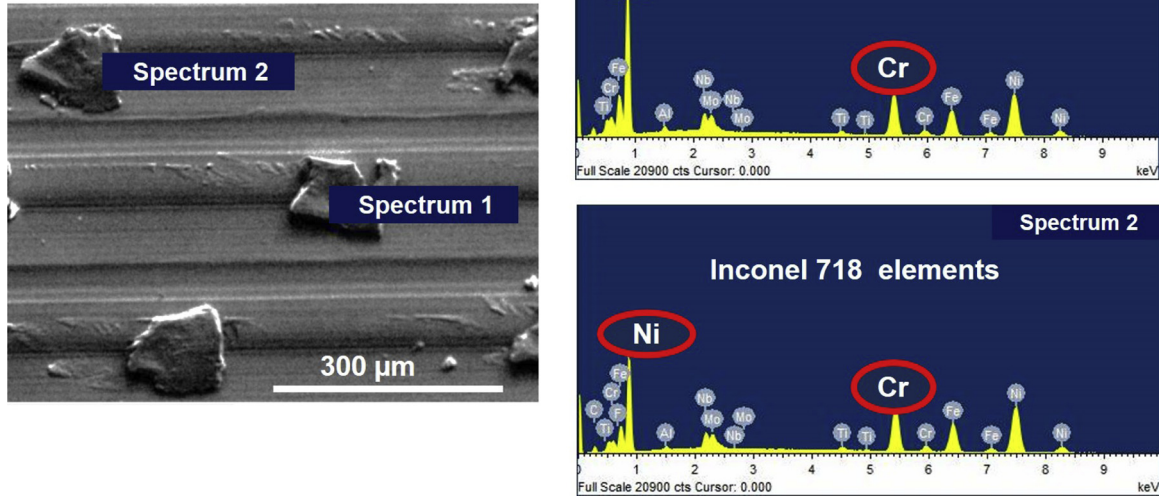 Spectrum 2
Spectrum 1
300 µm
Cr
Fe
Cr
Ti
Al
Nb
Mo
Nb
Mo
Ti
Ti
Cr
Fe
Fe
Ni
Ni
0 1 2 3 4 5 6 7 8 9
Full Scale 20900 cts Cursor: 0.000 keV
Spectrum 2
Inconel 718 elements
Ni
Cr
Fe
Cr
C
F
Ti
Al
Nb
Mo
Mo
Nb
Ti
Ti
Cr
Fe
Fe
Ni
Ni
0 1 2 3 4 5 6 7 8 9
Full Scale 20900 cts Cursor: 0.000 keV